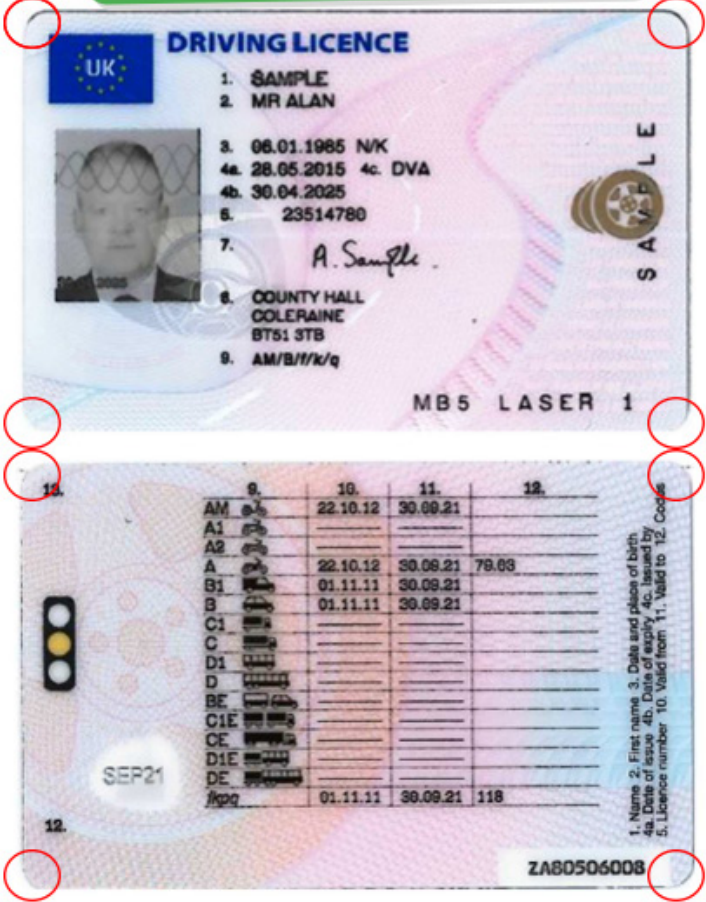 UK
DRIVING LICENCE
1. SAMPLE
2. MR ALAN
3. 06.01.1985 N/K
4a. 28.05.2015 4c. DVA
4b. 30.04.2025
5. 23514780
7. A. Sample.
8. COUNTY HALL
COLERAINE
BT51 3TB
9. AM/B/f/k/q
2025
SAMPLE
MB5 LASER 1
13.
9. 10. 11. 12.
AM 22.10.12 30.09.21
A1
A2
A 22.10.12 30.09.21 79.03
B1 01.11.11 30.09.21
B 01.11.11 30.09.21
C1
C
D1
D
BE
C1E
CE
D1E
DE
fkpq 01.11.11 30.09.21 118
SEP21
12.
1. Name 2. First name 3. Date and place of birth
4a. Date of issue 4b. Date of expiry 4c. Issued by
5. Licence number 10. Valid from 11. Valid to 12. Codes
ZA80506008